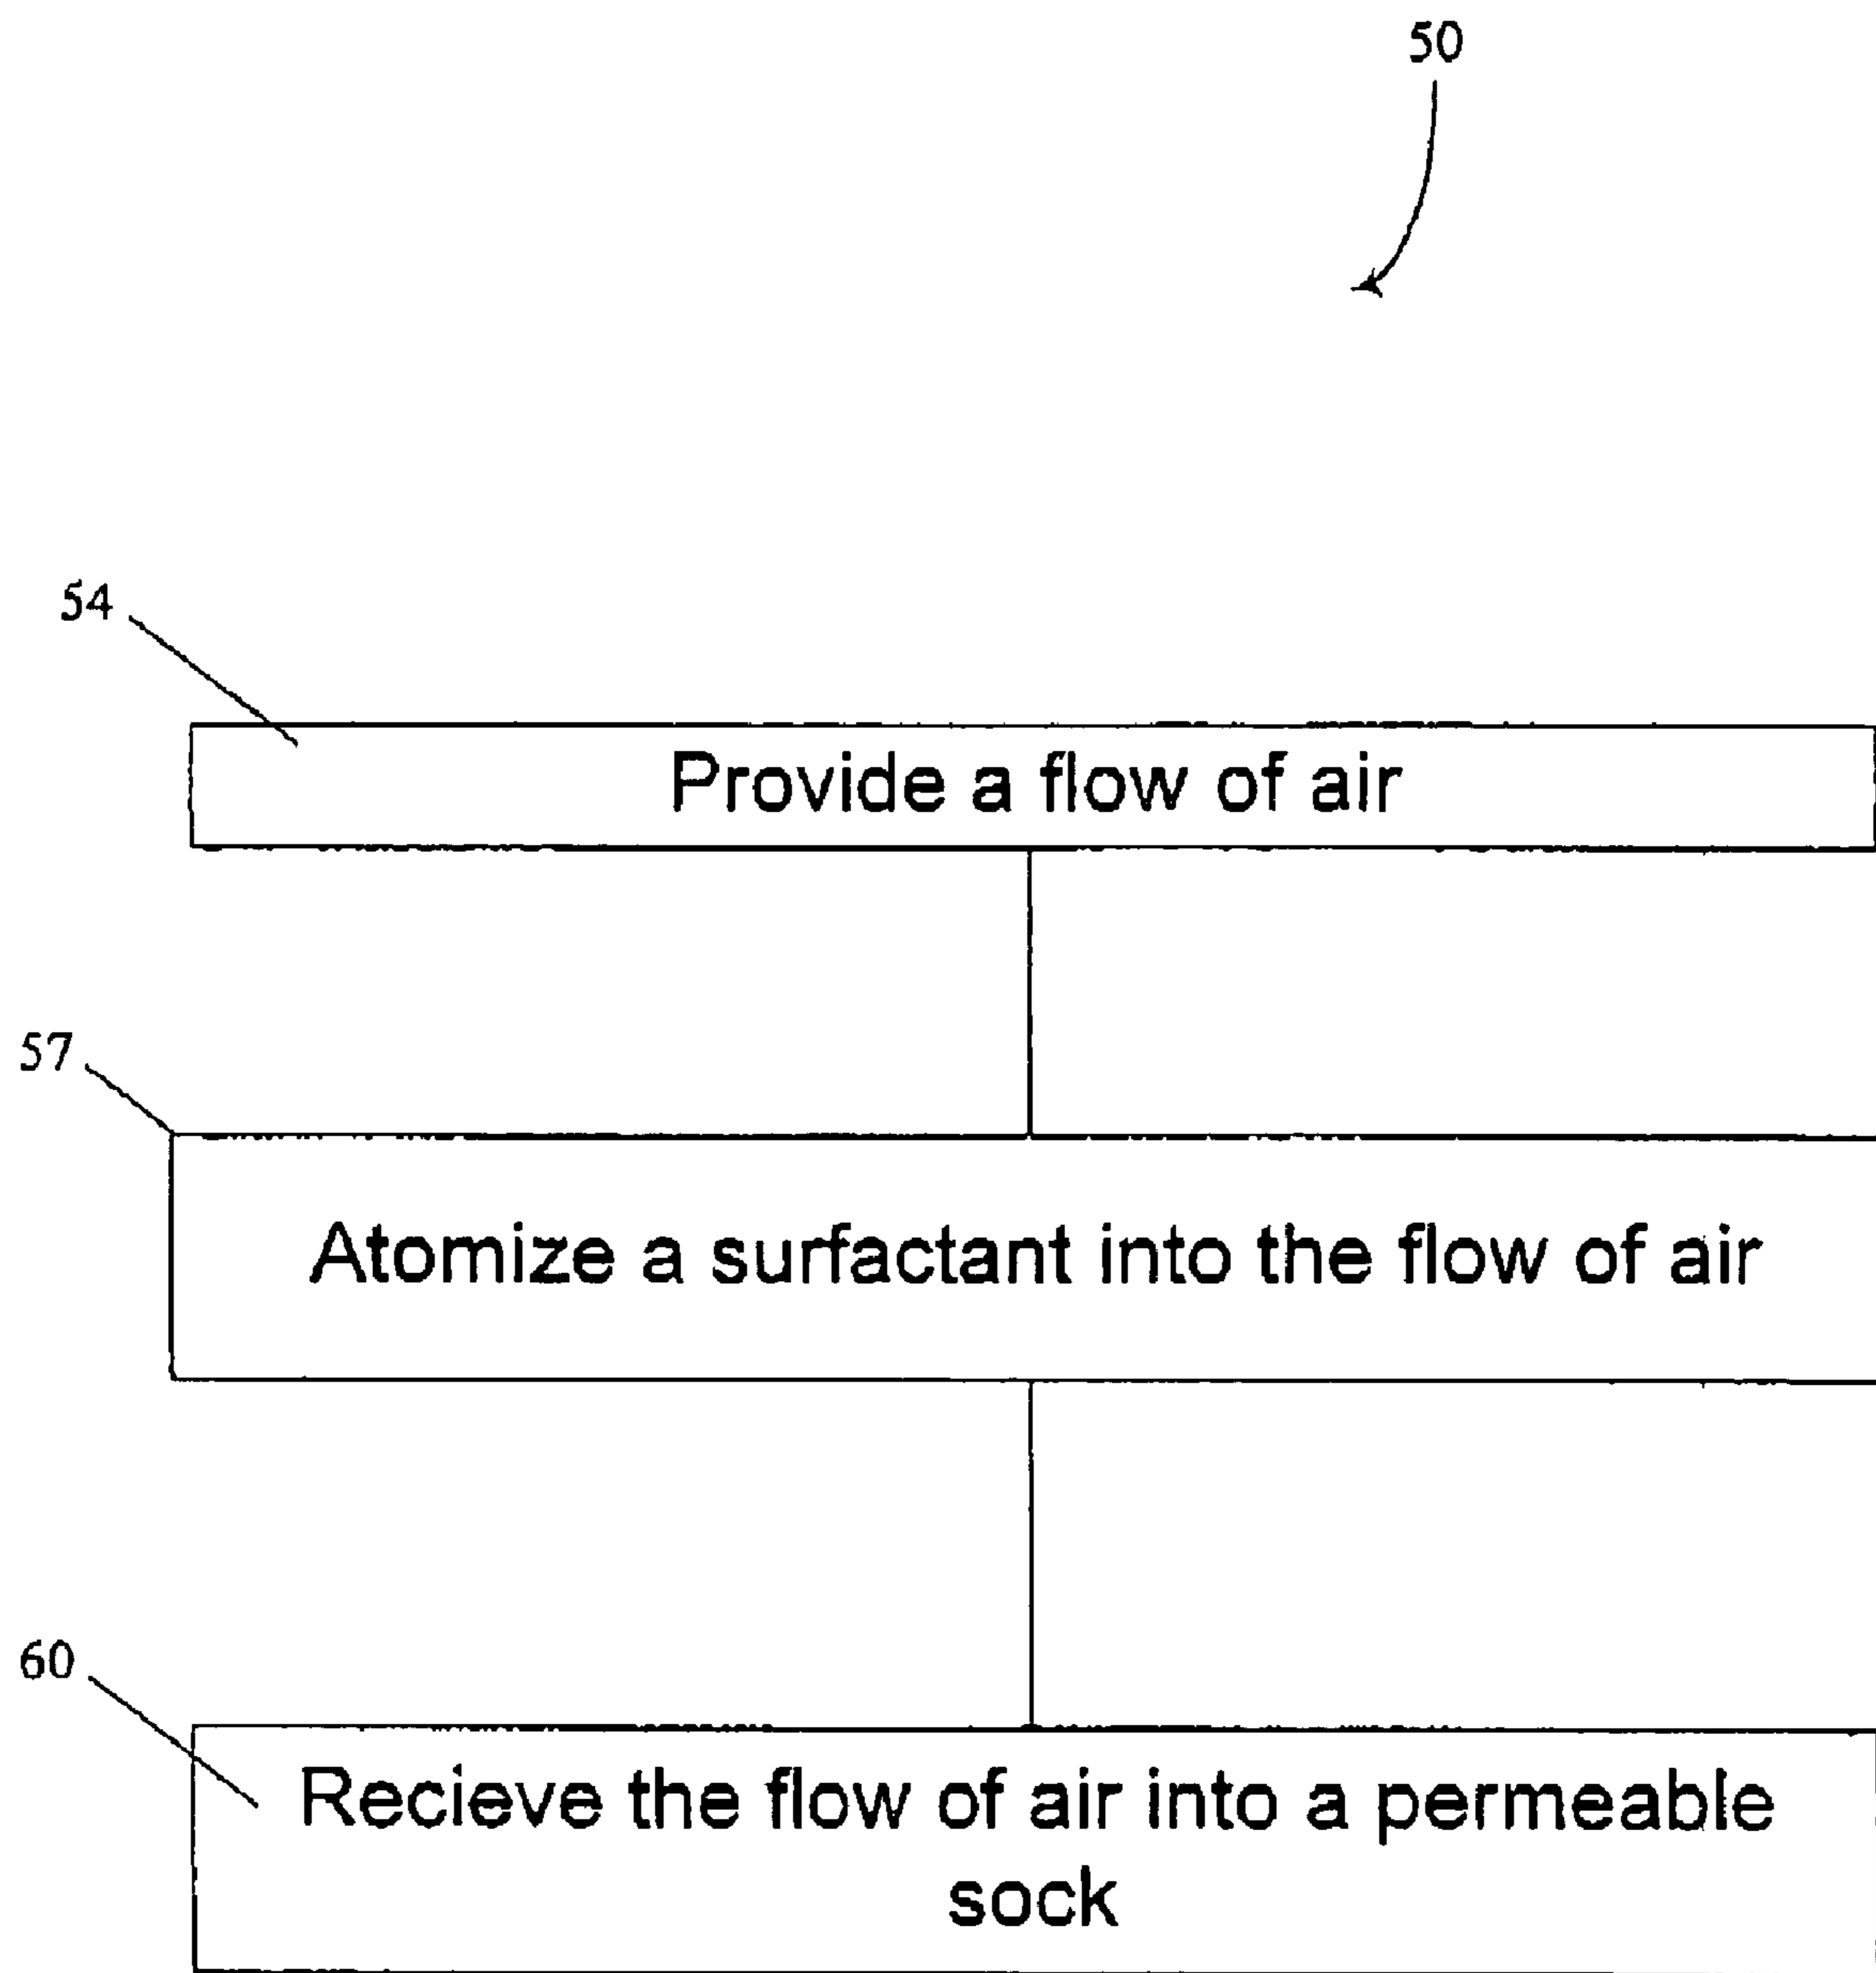 50
54
Provide a flow of air
57
Atomize a surfactant into the flow of air
60
Recieve the flow of air into a permeable
sock